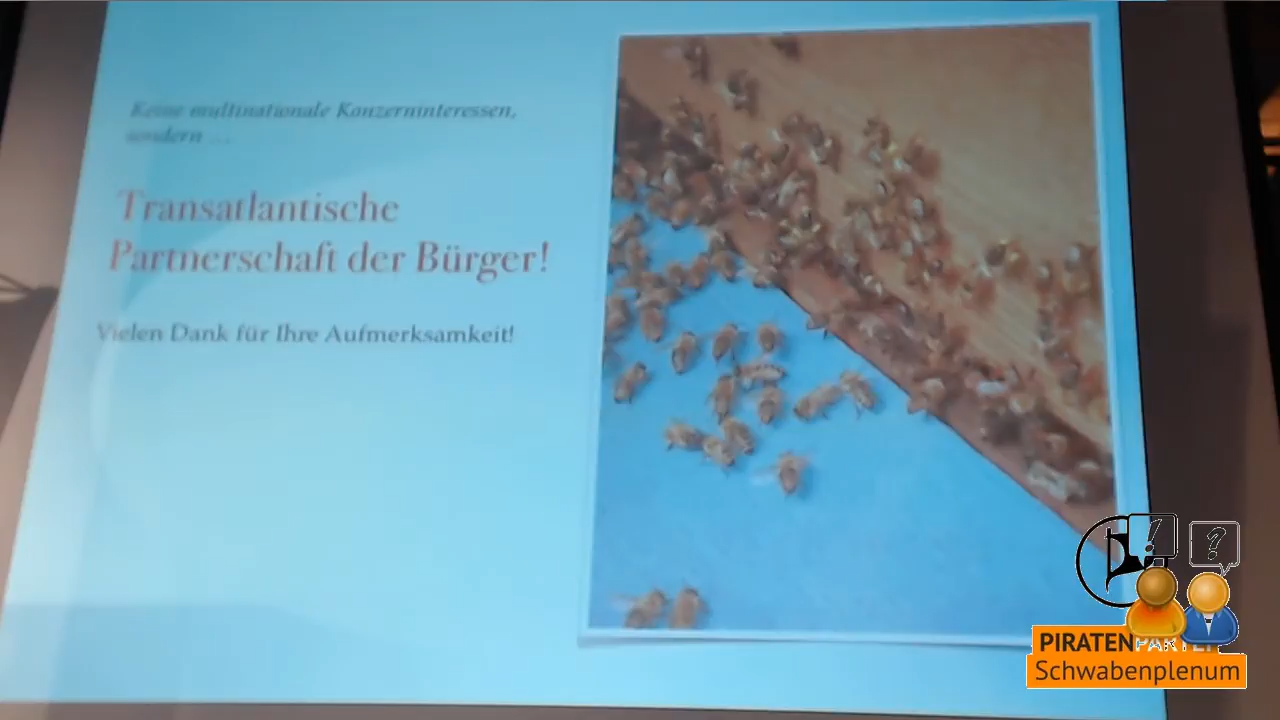 Keine multinationale Konzerninteressen,
sondern ...
Transatlantische
Partnerschaft der Bürger!
Vielen Dank für Ihre Aufmerksamkeit!
! ?
PIRATENPARTEI
Schwabenplenum